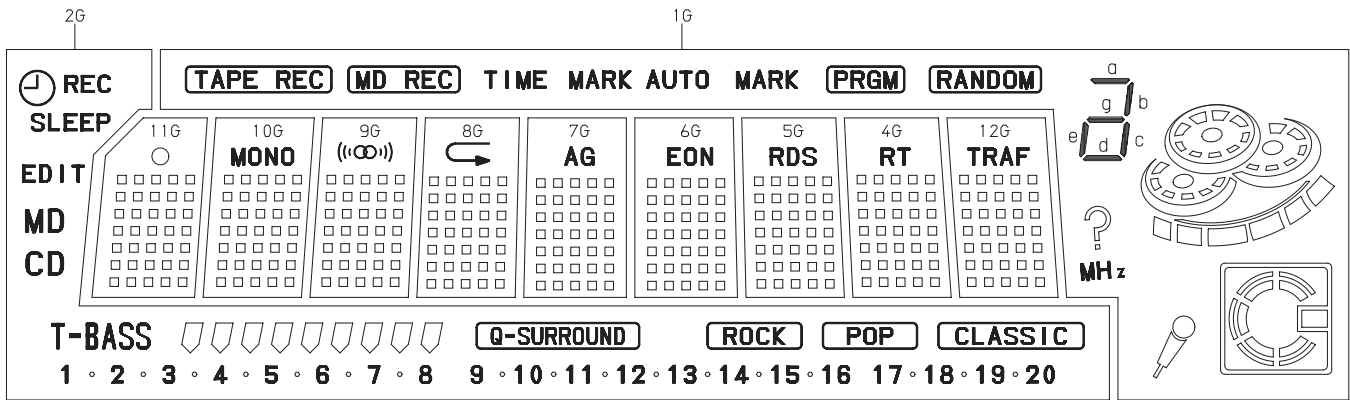 2G 1G
REC TAPE REC MD REC TIME MARK AUTO MARK PRGM RANDOM
SLEEP
a
g b
e d c
11G 10G 9G 8G 7G 6G 5G 4G 12G
MONO AG EON RDS RT TRAF
EDIT
MD
CD
?
MHz
T-BASS Q-SURROUND ROCK POP CLASSIC
1 ∘ 2 ∘ 3 ∘ 4 ∘ 5 ∘ 6 ∘ 7 ∘ 8 9 ∘ 10 ∘ 11 ∘ 12 ∘ 13 ∘ 14 ∘ 15 ∘ 16 17 ∘ 18 ∘ 19 ∘ 20